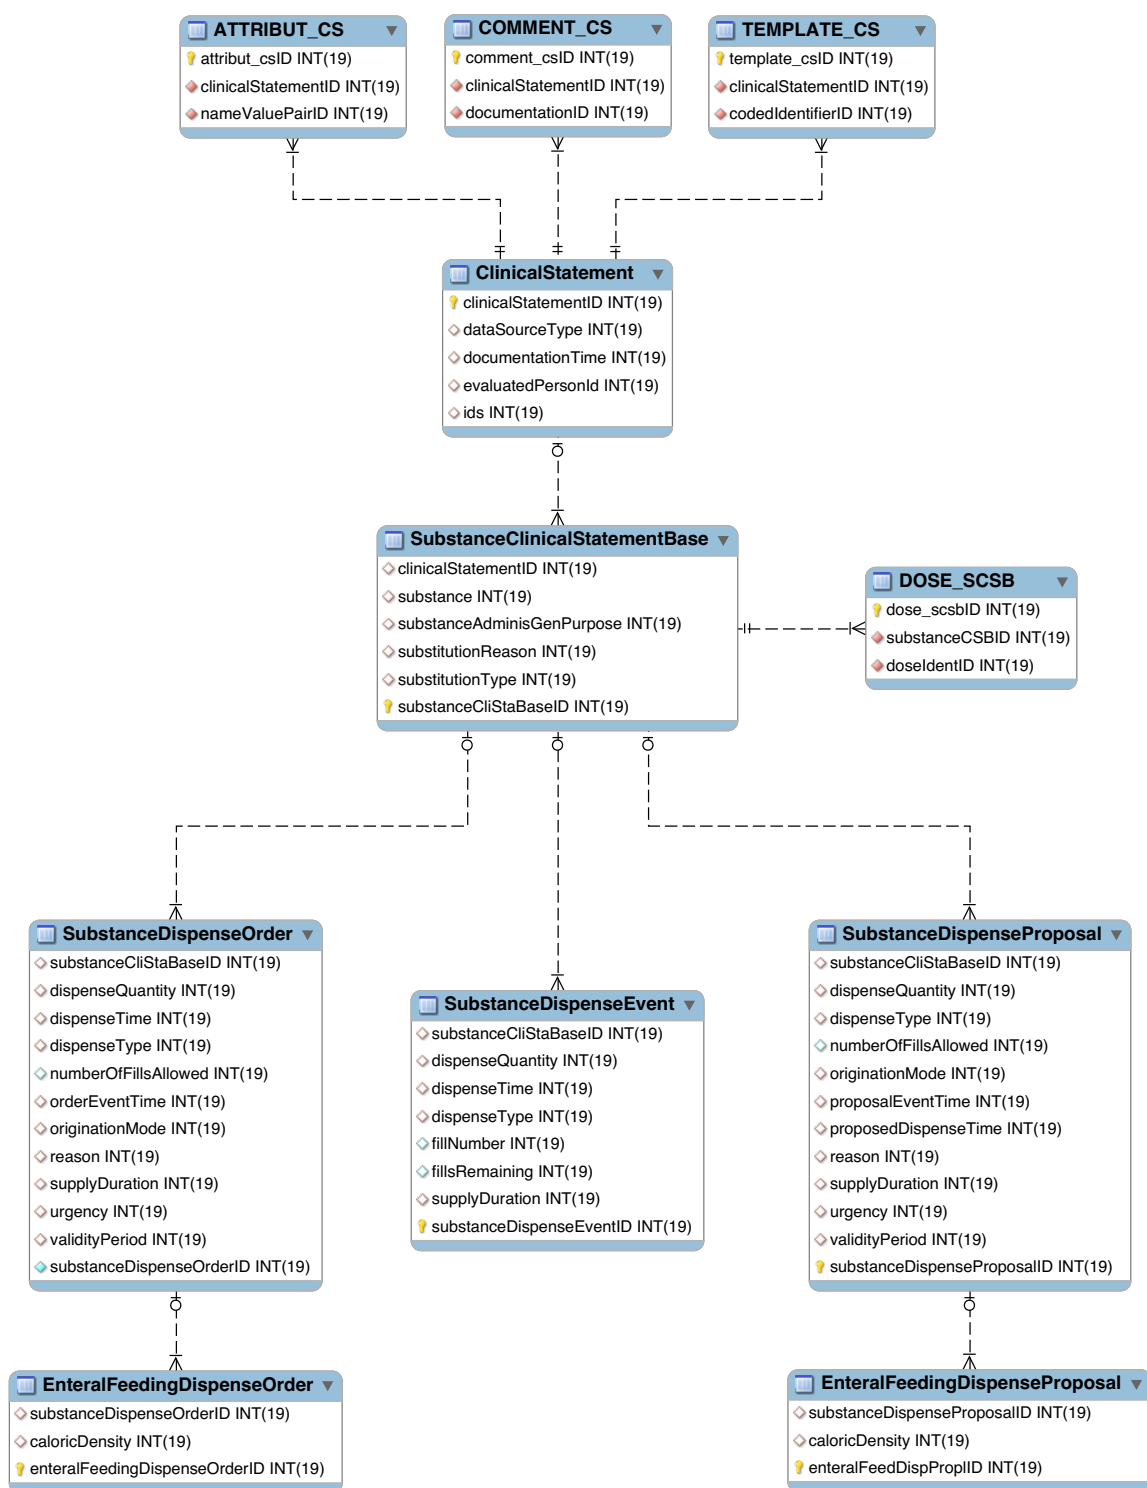 ATTRIBUT_CS
attribut_csID INT(19)
clinicalStatementID INT(19)
nameValuePairID INT(19)
COMMENT_CS
comment_csID INT(19)
clinicalStatementID INT(19)
documentationID INT(19)
TEMPLATE_CS
template_csID INT(19)
clinicalStatementID INT(19)
codedIdentifierID INT(19)
ClinicalStatement
clinicalStatementID INT(19)
dataSourceType INT(19)
documentationTime INT(19)
evaluatedPersonId INT(19)
ids INT(19)
SubstanceClinicalStatementBase
clinicalStatementID INT(19)
substance INT(19)
substanceAdminisGenPurpose INT(19)
substitutionReason INT(19)
substitutionType INT(19)
substanceCliStaBaseID INT(19)
DOSE_SCSB
dose_scsbID INT(19)
substanceCSBID INT(19)
doseIdentID INT(19)
SubstanceDispenseOrder
substanceCliStaBaseID INT(19)
dispenseQuantity INT(19)
dispenseTime INT(19)
dispenseType INT(19)
numberOfFillsAllowed INT(19)
orderEventTime INT(19)
originationMode INT(19)
reason INT(19)
supplyDuration INT(19)
urgency INT(19)
validityPeriod INT(19)
substanceDispenseOrderID INT(19)
SubstanceDispenseEvent
substanceCliStaBaseID INT(19)
dispenseQuantity INT(19)
dispenseTime INT(19)
dispenseType INT(19)
fillNumber INT(19)
fillsRemaining INT(19)
supplyDuration INT(19)
substanceDispenseEventID INT(19)
SubstanceDispenseProposal
substanceCliStaBaseID INT(19)
dispenseQuantity INT(19)
dispenseType INT(19)
numberOfFillsAllowed INT(19)
originationMode INT(19)
proposalEventTime INT(19)
proposedDispenseTime INT(19)
reason INT(19)
supplyDuration INT(19)
urgency INT(19)
validityPeriod INT(19)
substanceDispenseProposalID INT(19)
EnteralFeedingDispenseOrder
substanceDispenseOrderID INT(19)
caloricDensity INT(19)
enteralFeedingDispenseOrderID INT(19)
EnteralFeedingDispenseProposal
substanceDispenseProposalID INT(19)
caloricDensity INT(19)
enteralFeedDispProplID INT(19)